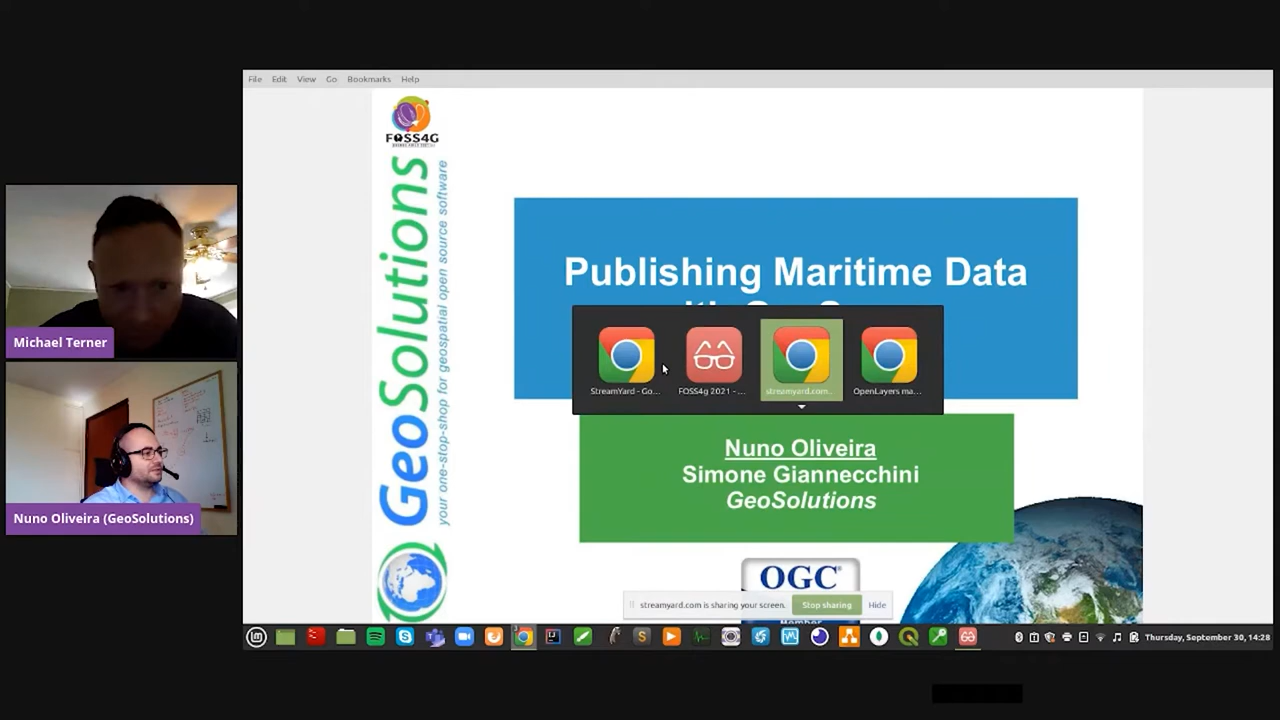 File Edit View Go Bookmarks Help
FOSS4G
GeoSolutions
your one-stop-shop for geospatial open source software
Publishing Maritime Data
StreamYard - Go...
FOSS4g 2021 - ...
streamyard.com...
OpenLayers ma...
Nuno Oliveira
Simone Giannecchini
GeoSolutions
OGC
streamyard.com is sharing your screen. Stop sharing Hide
Thursday, September 30, 14:28
Michael Terner
Nuno Oliveira (GeoSolutions)